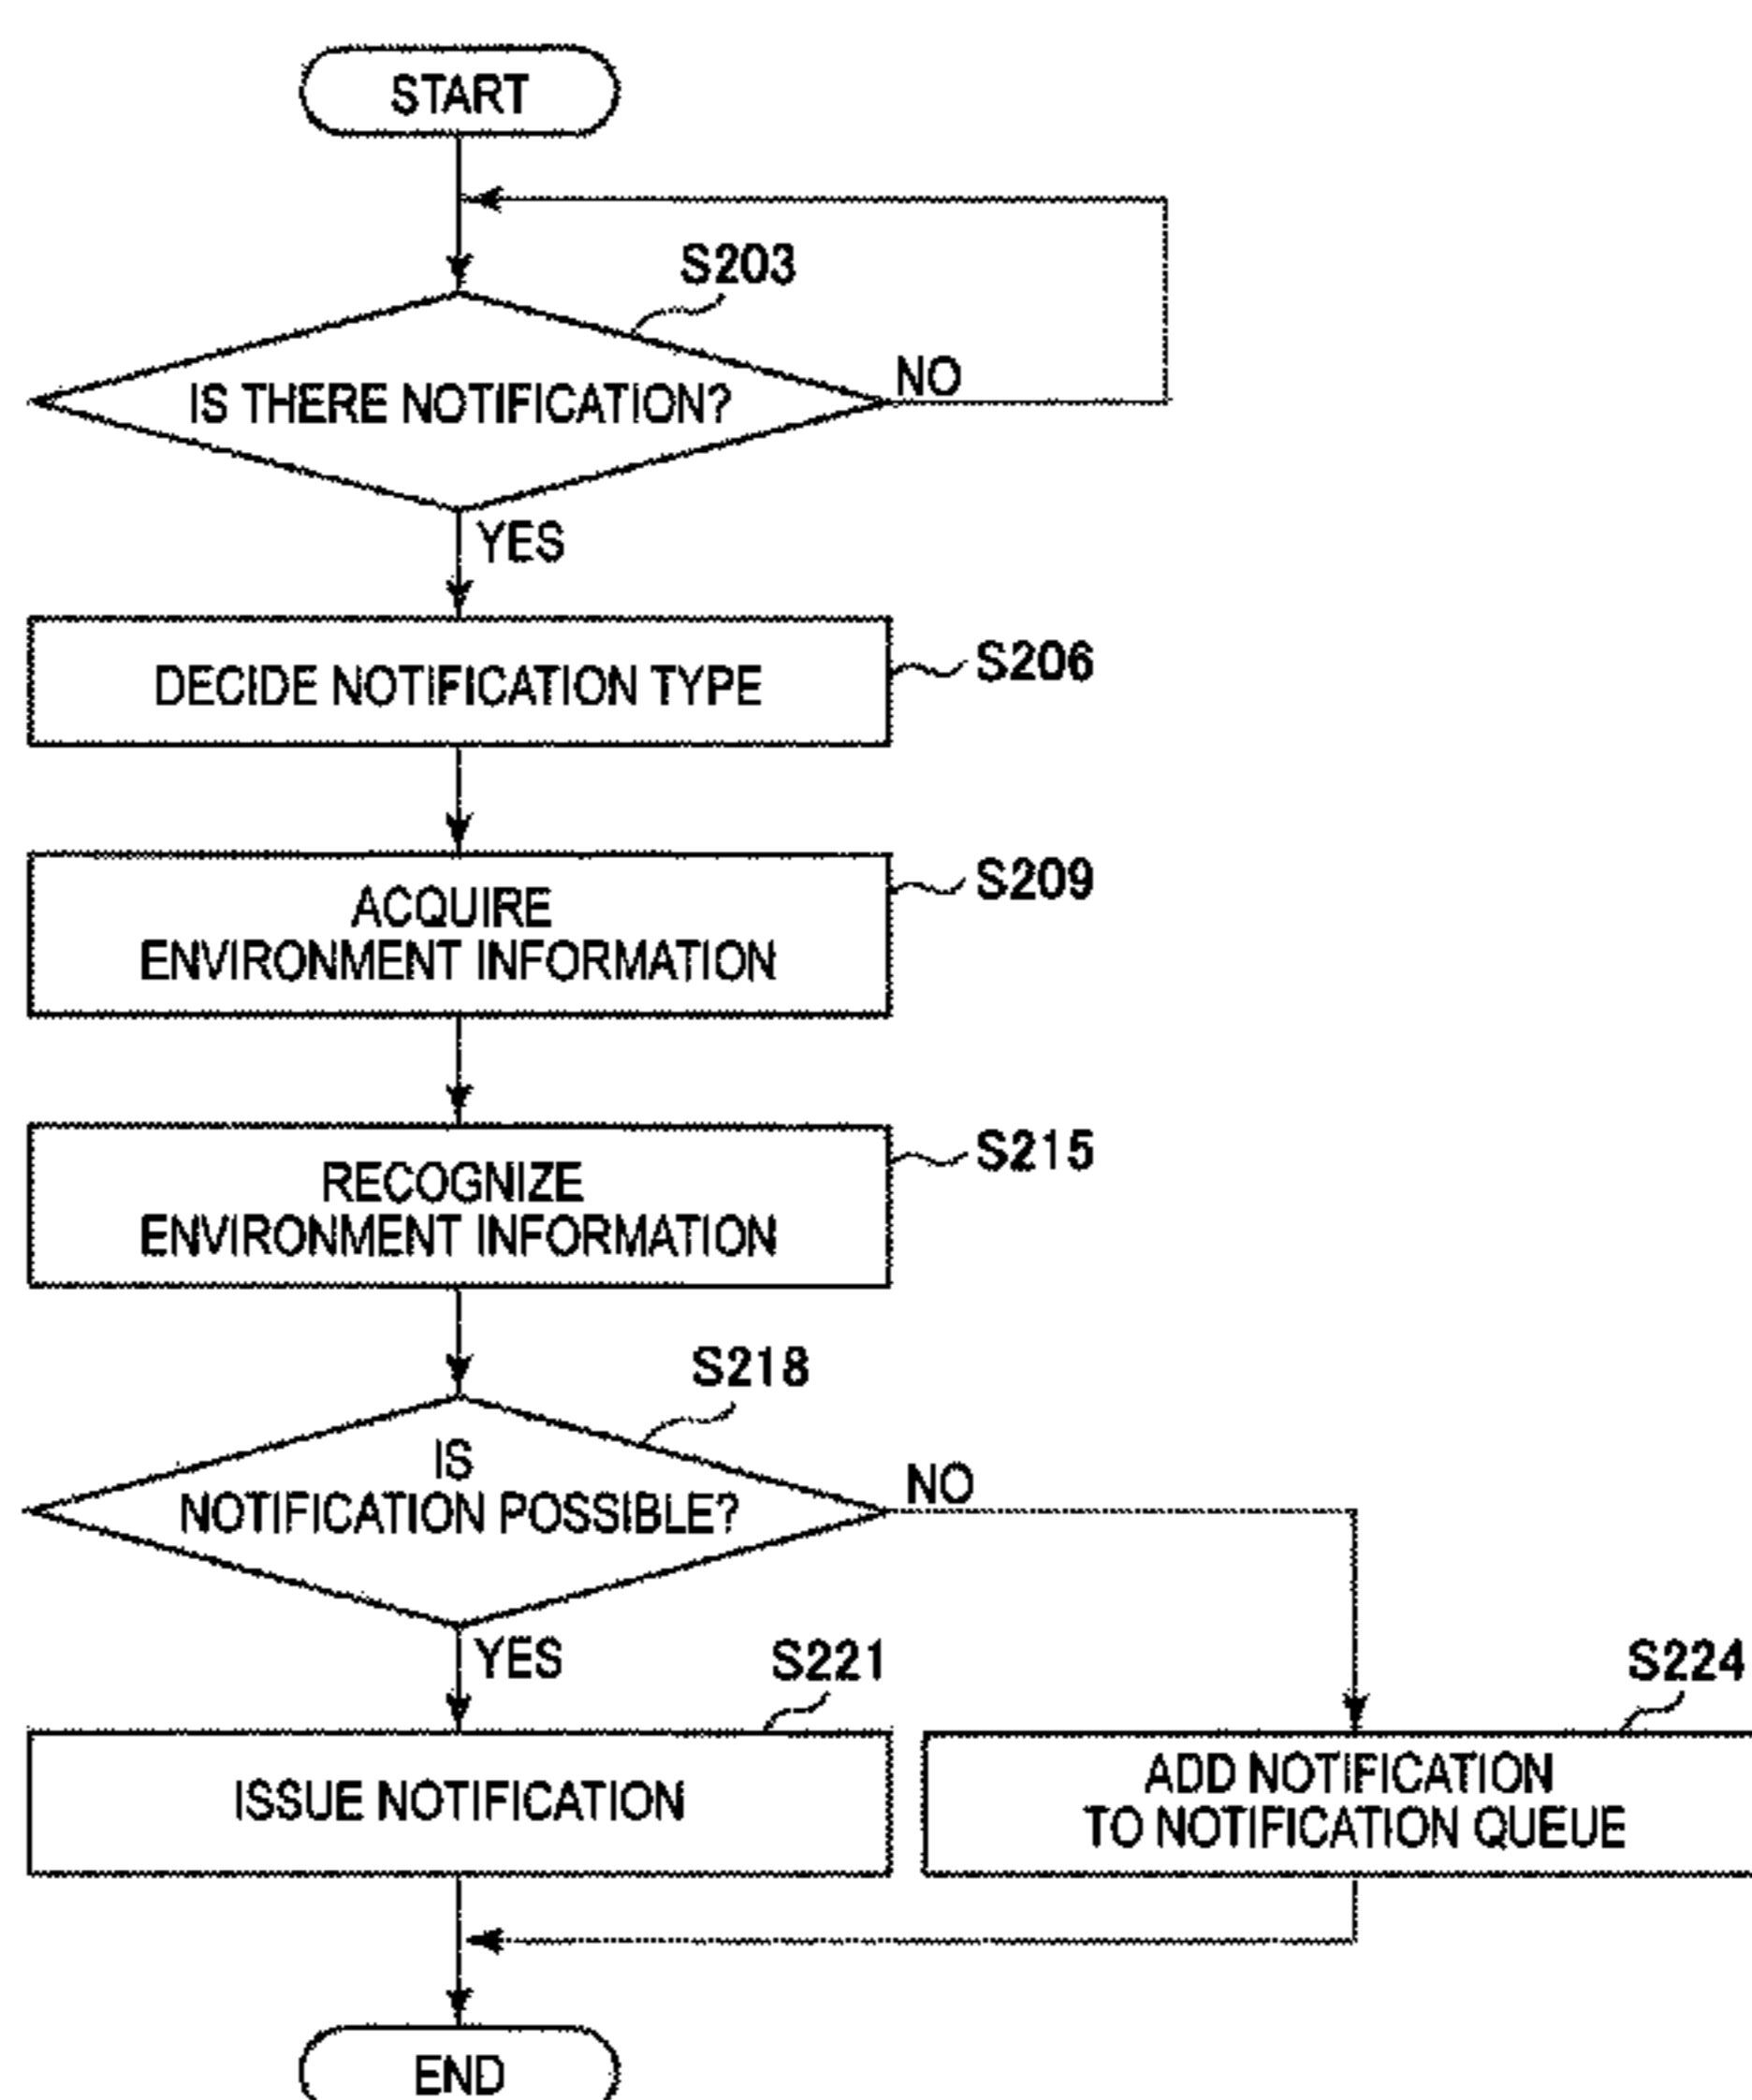 START
S203
IS THERE NOTIFICATION?
NO
YES
DECIDE NOTIFICATION TYPE
S206
ACQUIRE
ENVIRONMENT INFORMATION
S209
RECOGNIZE
ENVIRONMENT INFORMATION
S215
S218
IS
NOTIFICATION POSSIBLE?
NO
YES
S221
S224
ISSUE NOTIFICATION
ADD NOTIFICATION
TO NOTIFICATION QUEUE
END